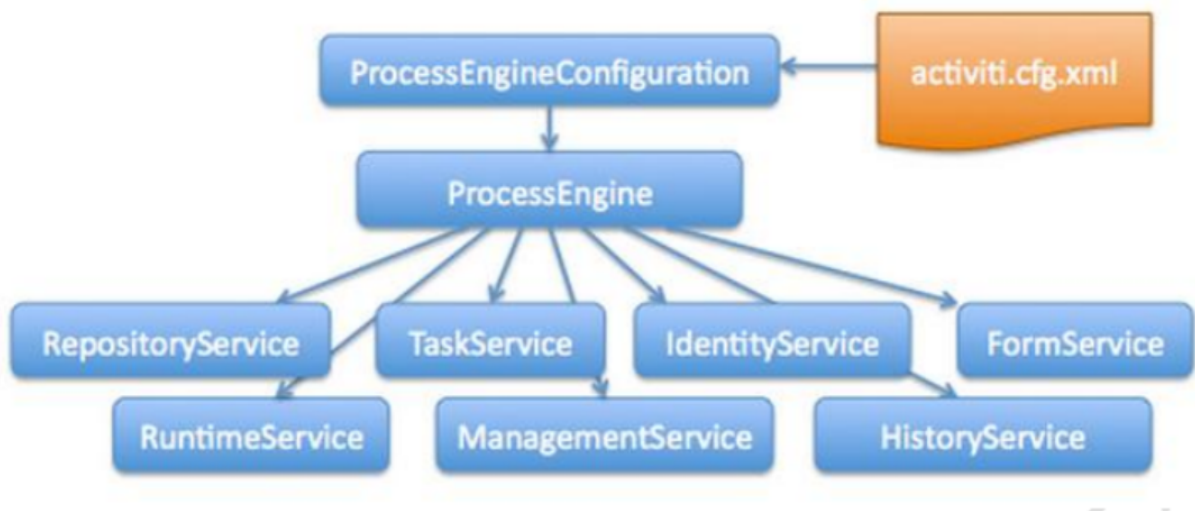 ProcessEngineConfiguration
activiti.cfg.xml
ProcessEngine
RepositoryService
TaskService
IdentityService
FormService
RuntimeService
ManagementService
HistoryService